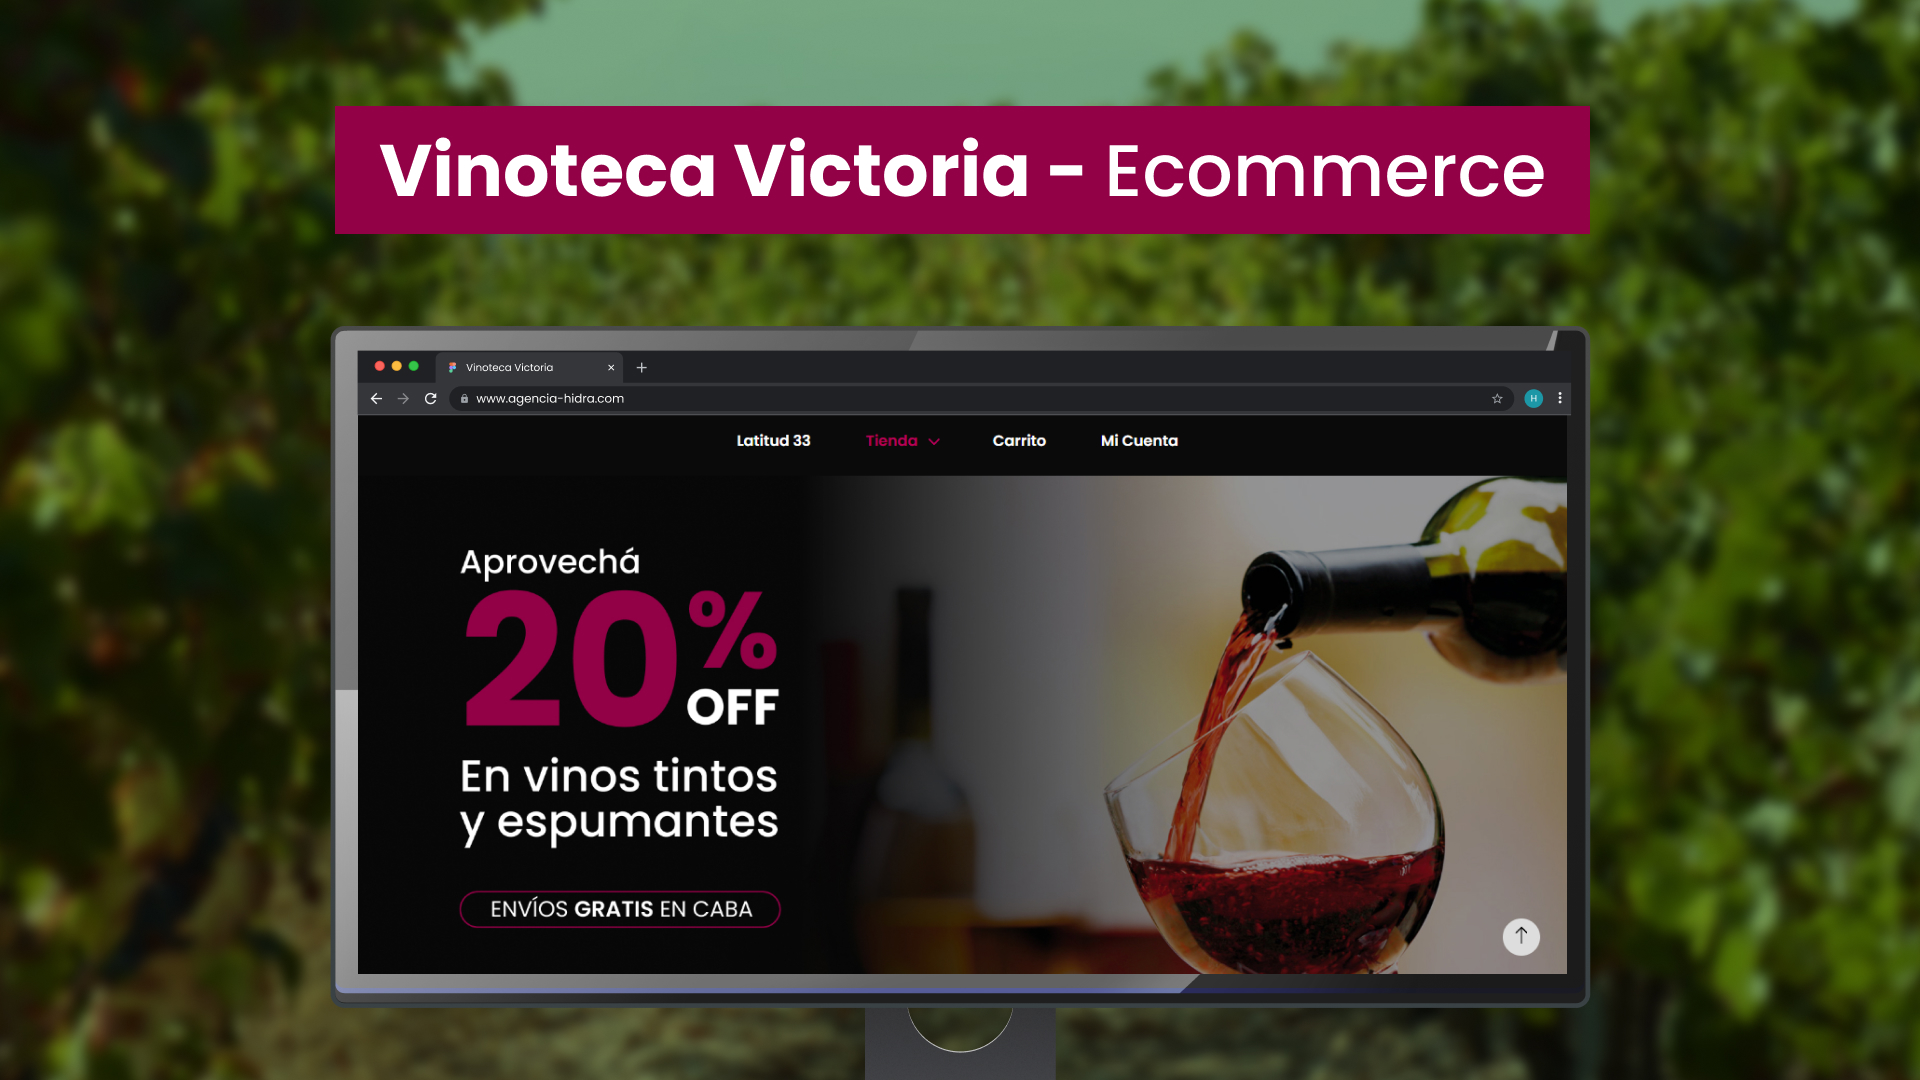 Vinoteca Victoria - Ecommerce
Vinoteca Victoria
www.agencia-hidra.com
H
Latitud 33 Tienda Carrito Mi Cuenta
Aprovechá
20%
OFF
En vinos tintos
y espumantes
ENVÍOS GRATIS EN CABA